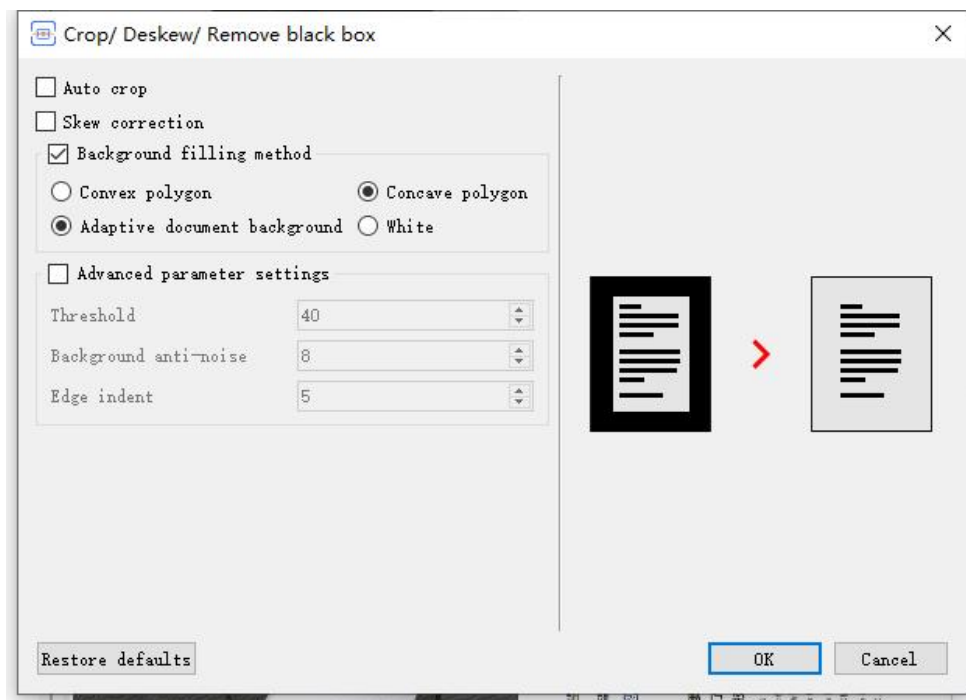 Crop/ Deskew/ Remove black box
Auto crop
Skew correction
Background filling method
Convex polygon Concave polygon
Adaptive document background White
Advanced parameter settings
Threshold 40
Background anti-noise 8
Edge indent 5
Restore defaults OK Cancel